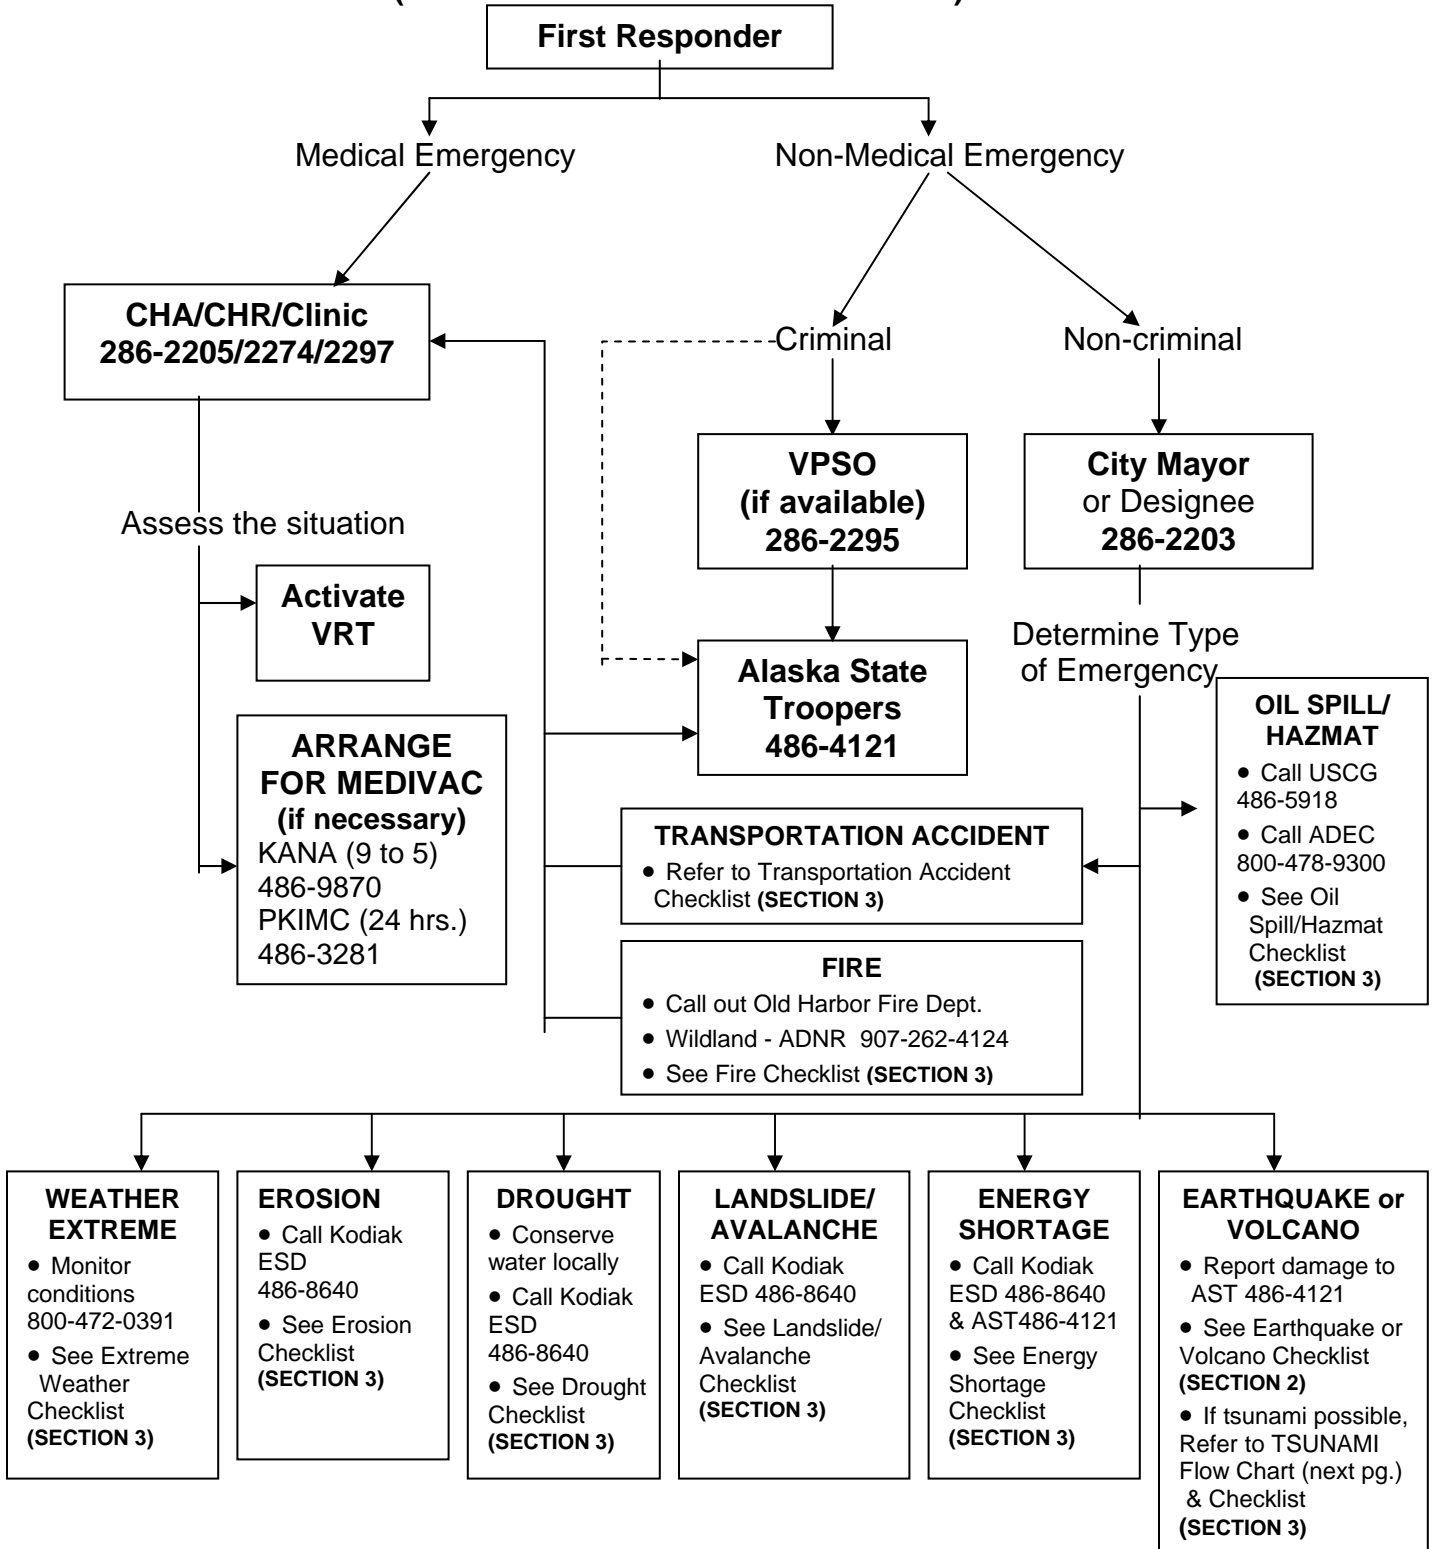 First Responder
Medical Emergency
Non-Medical Emergency
CHA/CHR/Clinic
286-2205/2274/2297
Criminal
Non-criminal
VPSO
(if available)
286-2295
City Mayor
or Designee
286-2203
Assess the situation
Activate
VRT
Determine Type
of Emergency
Alaska State
Troopers
486-4121
ARRANGE
FOR MEDIVAC
(if necessary)
KANA (9 to 5)
486-9870
PKIMC (24 hrs.)
486-3281
OIL SPILL/
HAZMAT
• Call USCG
486-5918
• Call ADEC
800-478-9300
• See Oil
Spill/Hazmat
Checklist
(SECTION 3)
TRANSPORTATION ACCIDENT
• Refer to Transportation Accident
Checklist (SECTION 3)
FIRE
• Call out Old Harbor Fire Dept.
• Wildland - ADNR 907-262-4124
• See Fire Checklist (SECTION 3)
WEATHER
EXTREME
• Monitor
conditions
800-472-0391
• See Extreme
Weather
Checklist
(SECTION 3)
EROSION
• Call Kodiak
ESD
486-8640
• See Erosion
Checklist
(SECTION 3)
DROUGHT
• Conserve
water locally
• Call Kodiak
ESD
486-8640
• See Drought
Checklist
(SECTION 3)
LANDSLIDE/
AVALANCHE
• Call Kodiak
ESD 486-8640
• See Landslide/
Avalanche
Checklist
(SECTION 3)
ENERGY
SHORTAGE
• Call Kodiak
ESD 486-8640
& AST486-4121
• See Energy
Shortage
Checklist
(SECTION 3)
EARTHQUAKE or
VOLCANO
• Report damage to
AST 486-4121
• See Earthquake or
Volcano Checklist
(SECTION 2)
• If tsunami possible,
Refer to TSUNAMI
Flow Chart (next pg.)
& Checklist
(SECTION 3)